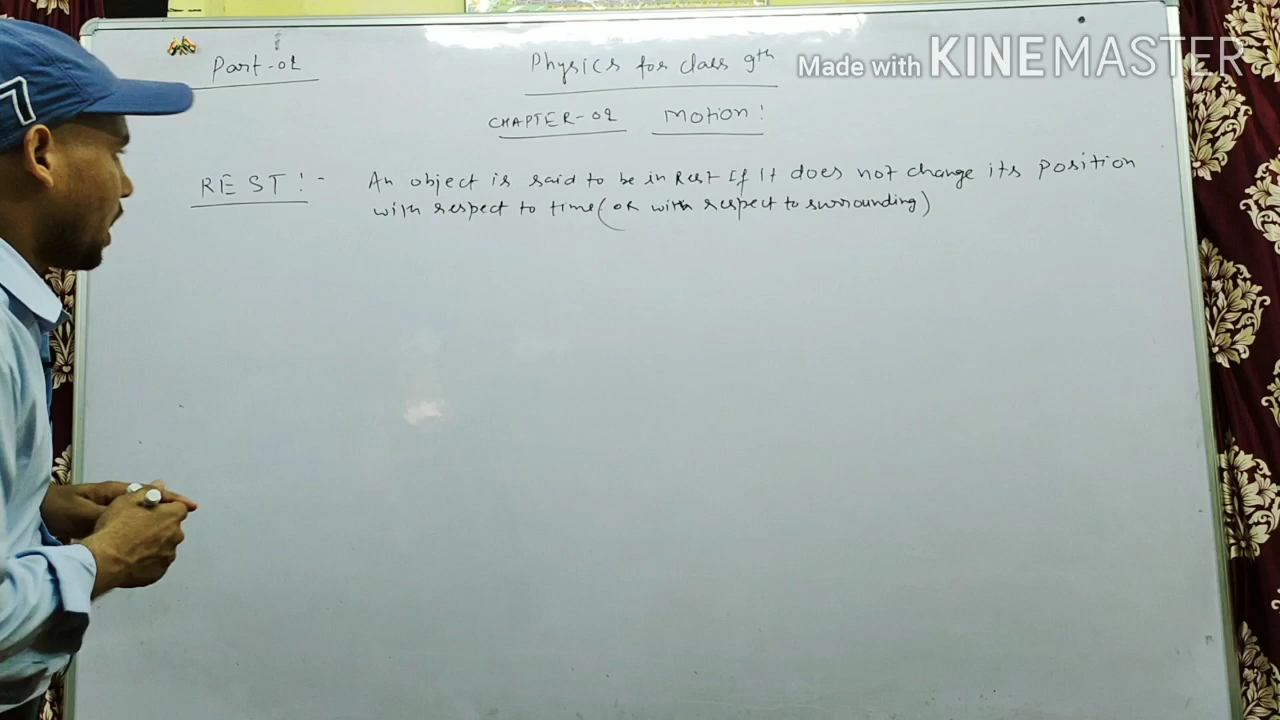 Part-01
Physics for class 9th
Made with KINEMASTER
CHAPTER-02 Motion!
REST!- An object is said to be in Rest If It does not change its position
with respect to time (or with respect to surrounding)
7